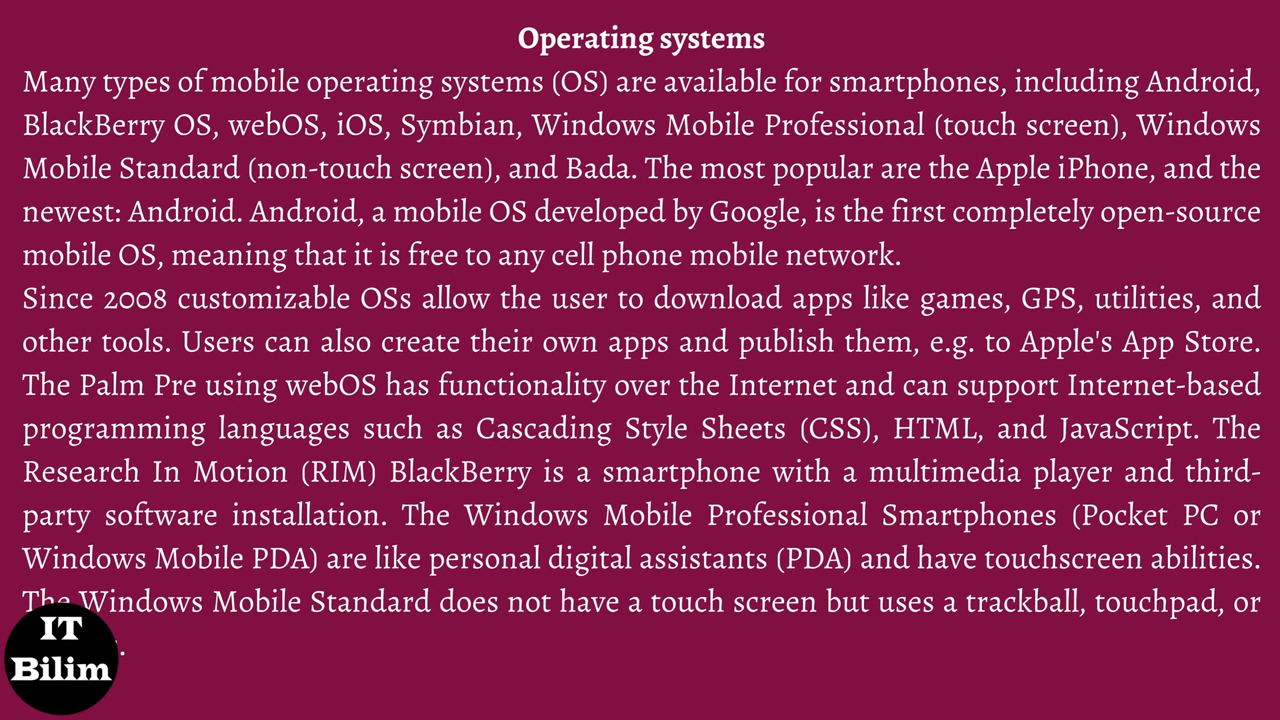 Operating systems
Many types of mobile operating systems (OS) are available for smartphones, including Android,
BlackBerry OS, webOS, iOS, Symbian, Windows Mobile Professional (touch screen), Windows
Mobile Standard (non-touch screen), and Bada. The most popular are the Apple iPhone, and the
newest: Android. Android, a mobile OS developed by Google, is the first completely open-source
mobile OS, meaning that it is free to any cell phone mobile network.
Since 2008 customizable OSs allow the user to download apps like games, GPS, utilities, and
other tools. Users can also create their own apps and publish them, e.g. to Apple's App Store.
The Palm Pre using webOS has functionality over the Internet and can support Internet-based
programming languages such as Cascading Style Sheets (CSS), HTML, and JavaScript. The
Research In Motion (RIM) BlackBerry is a smartphone with a multimedia player and third-
party software installation. The Windows Mobile Professional Smartphones (Pocket PC or
Windows Mobile PDA) are like personal digital assistants (PDA) and have touchscreen abilities.
The Windows Mobile Standard does not have a touch screen but uses a trackball, touchpad, or
IT
Bilim